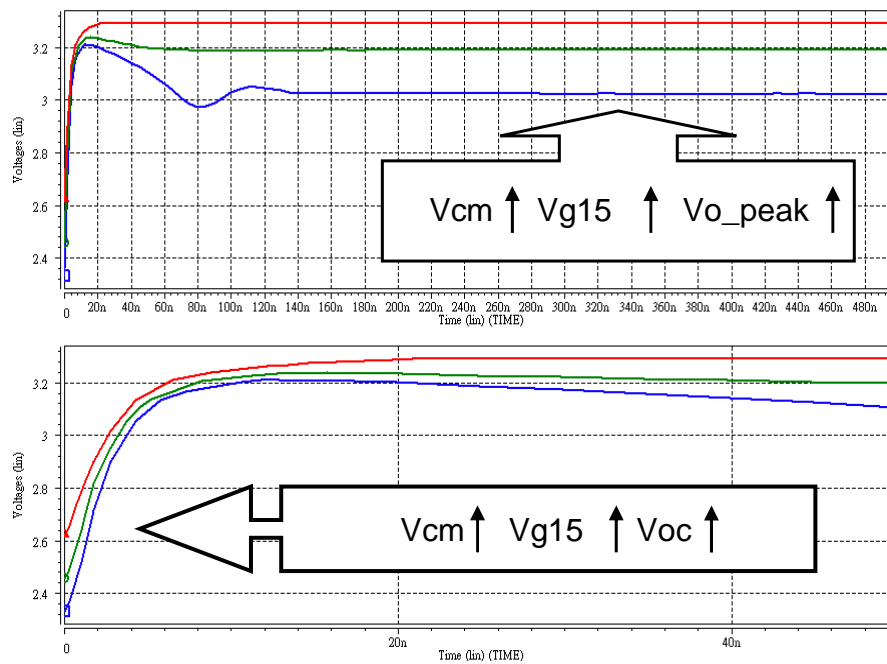 Voltages (lin)
3.2
3
2.8
2.6
2.4
Vcm Vg15 Vo_peak
0
20n 40n 60n 80n 100n 120n 140n 160n 180n 200n 220n 240n 260n 280n 300n 320n 340n 360n 380n 400n 420n 440n 460n 480n
Time (lin) (TIME)
Voltages (lin)
3.2
3
2.8
2.6
2.4
Vcm Vg15 Voc
0
20n 40n
Time (lin) (TIME)